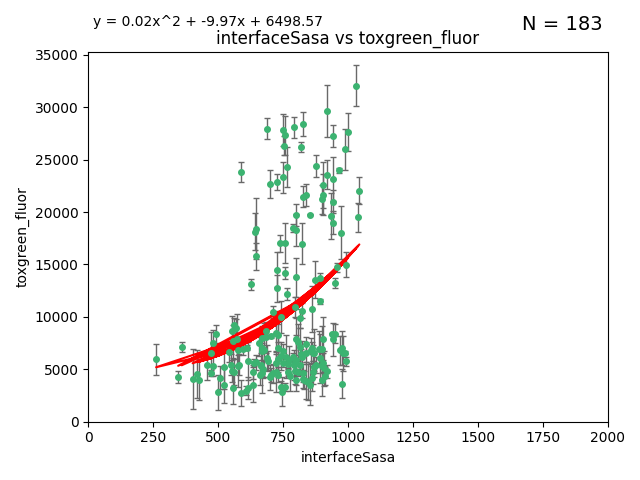 y = 0.02x^2 + -9.97x + 6498.57
N = 183
interfaceSasa vs toxgreen_fluor
35000
30000
25000
20000
15000
10000
5000
0
toxgreen_fluor
0 250 500 750 1000 1250 1500 1750 2000
interfaceSasa